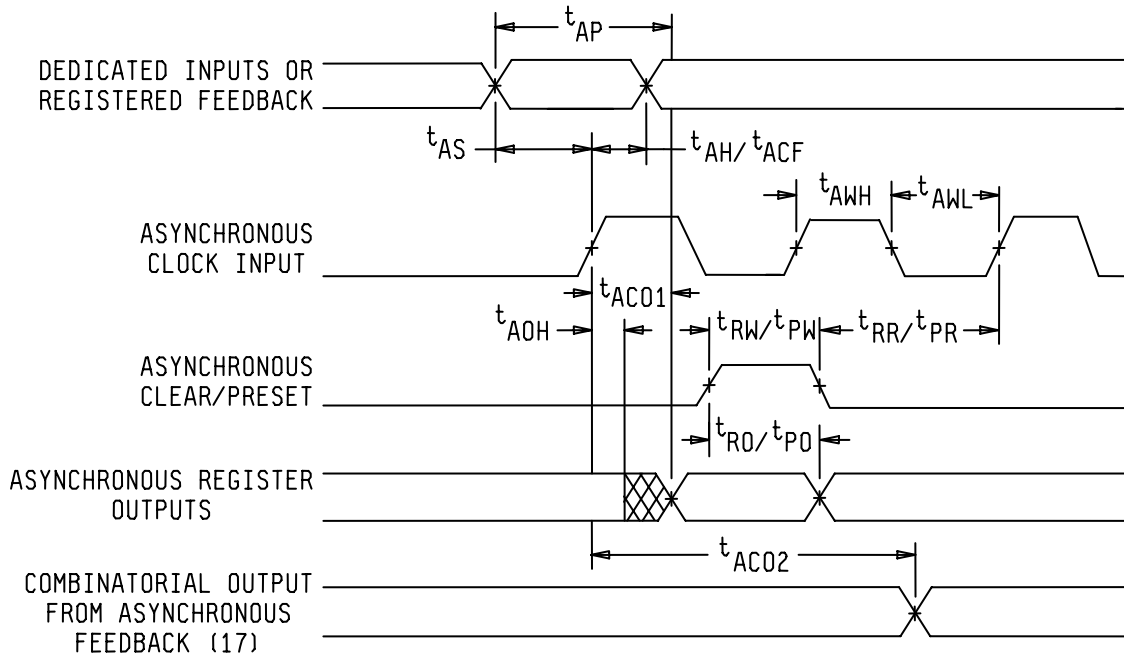 tAP
DEDICATED INPUTS OR
REGISTERED FEEDBACK
tAS
tAH/ tACF
tAWH
tAWL
ASYNCHRONOUS
CLOCK INPUT
tACO1
tAOH
tRW/tPW
tRR/tPR
ASYNCHRONOUS
CLEAR/PRESET
tRO/tPO
ASYNCHRONOUS REGISTER
OUTPUTS
tACO2
COMBINATORIAL OUTPUT
FROM ASYNCHRONOUS
FEEDBACK (17)